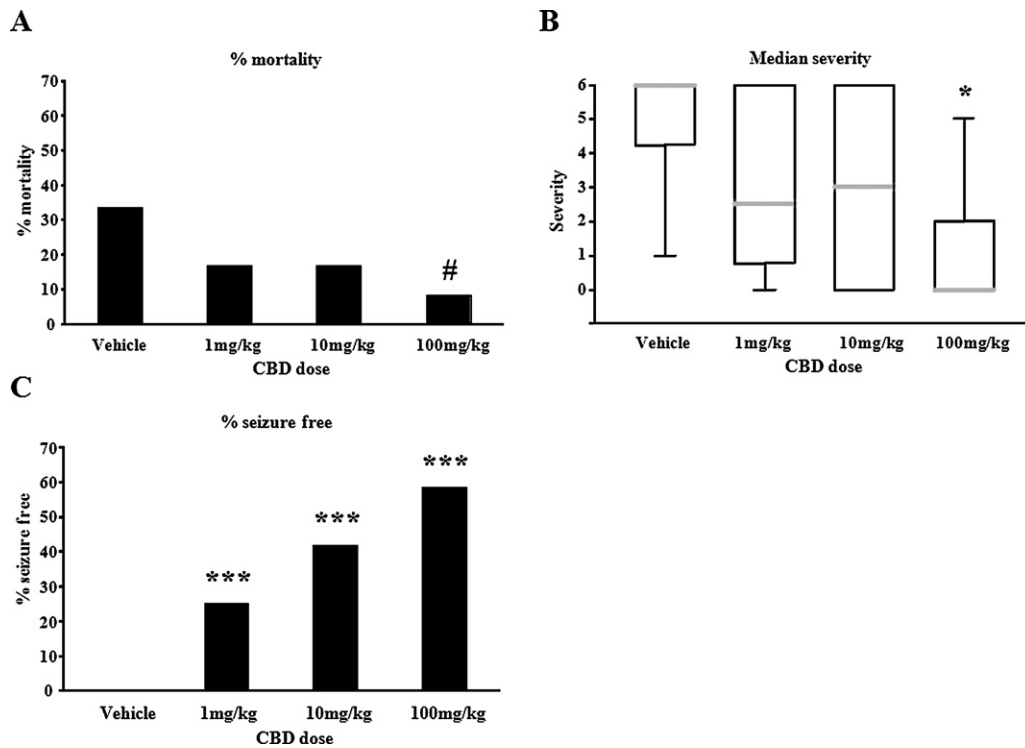 A
% mortality
70
60
50
40
30
20
10
0
% mortality
#
Vehicle 1mg/kg 10mg/kg 100mg/kg
CBD dose
B
Median severity
6
5
4
3
2
1
0
Severity
*
Vehicle 1mg/kg 10mg/kg 100mg/kg
CBD dose
C
% seizure free
70
60
50
40
30
20
10
0
% seizure free
***
***
***
Vehicle 1mg/kg 10mg/kg 100mg/kg
CBD dose